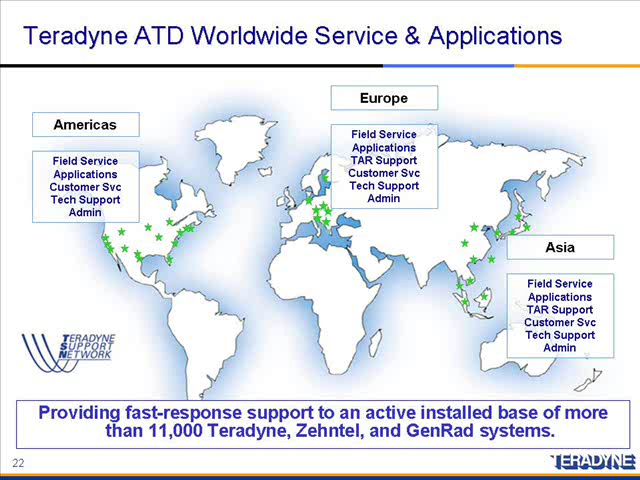 Teradyne ATD Worldwide Service & Applications
Europe
Americas
Field Service
Applications
TAR Support
Customer Svc
Tech Support
Admin
Field Service
Applications
Customer Svc
Tech Support
Admin
Asia
Field Service
Applications
TAR Support
Customer Svc
Tech Support
Admin
TERADYNE
SUPPORT
NETWORK
Providing fast-response support to an active installed base of more
than 11,000 Teradyne, Zehntel, and GenRad systems.
22
TERADYNE